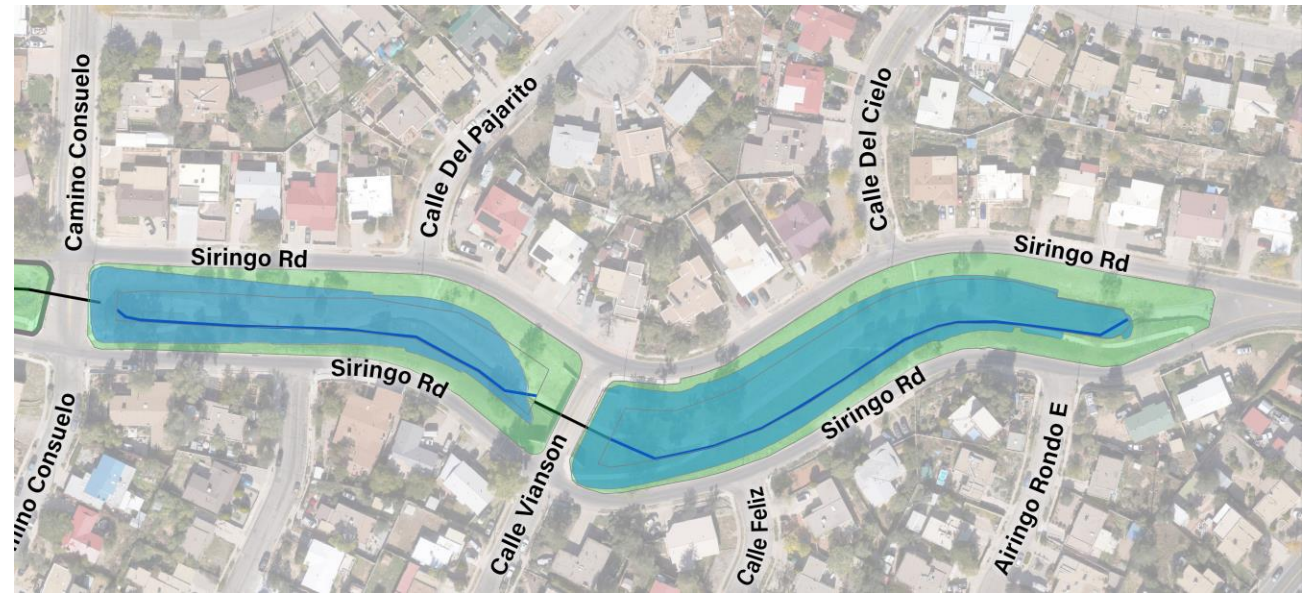 Camino Consuelo
Calle Del Pajarito
Calle Del Cielo
Siringo Rd
Siringo Rd
Siringo Rd
Siringo Rd
mino Consuelo
Calle Vianson
Calle Feliz
Airingo Rondo E